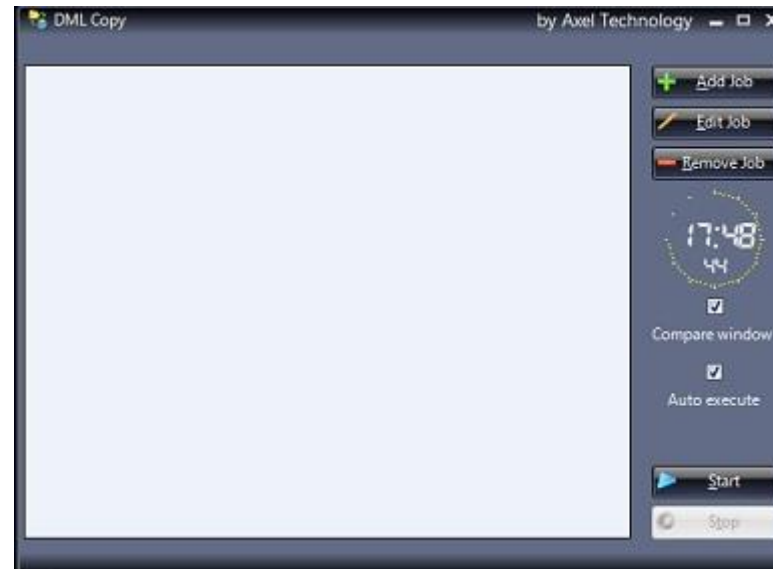 DML Copy by Axel Technology
Add Job
Edit Job
Remove Job
17:48
44
Compare window
Auto execute
Start
Stop